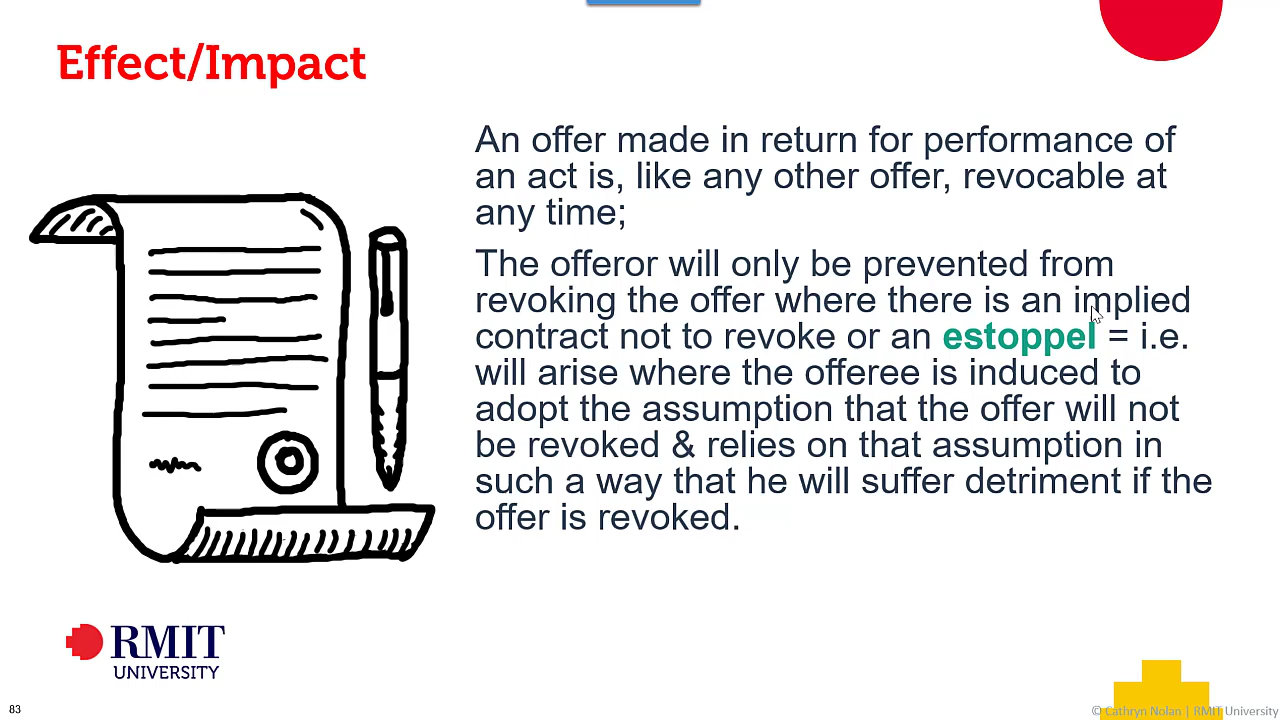 Effect/Impact
An offer made in return for performance of
an act is, like any other offer, revocable at
any time;
The offeror will only be prevented from
revoking the offer where there is an implied
contract not to revoke or an estoppel = i.e.
will arise where the offeree is induced to
adopt the assumption that the offer will not
be revoked & relies on that assumption in
such a way that he will suffer detriment if the
offer is revoked.
RMIT
UNIVERSITY
83
© Cathryn Nolan | RMIT University